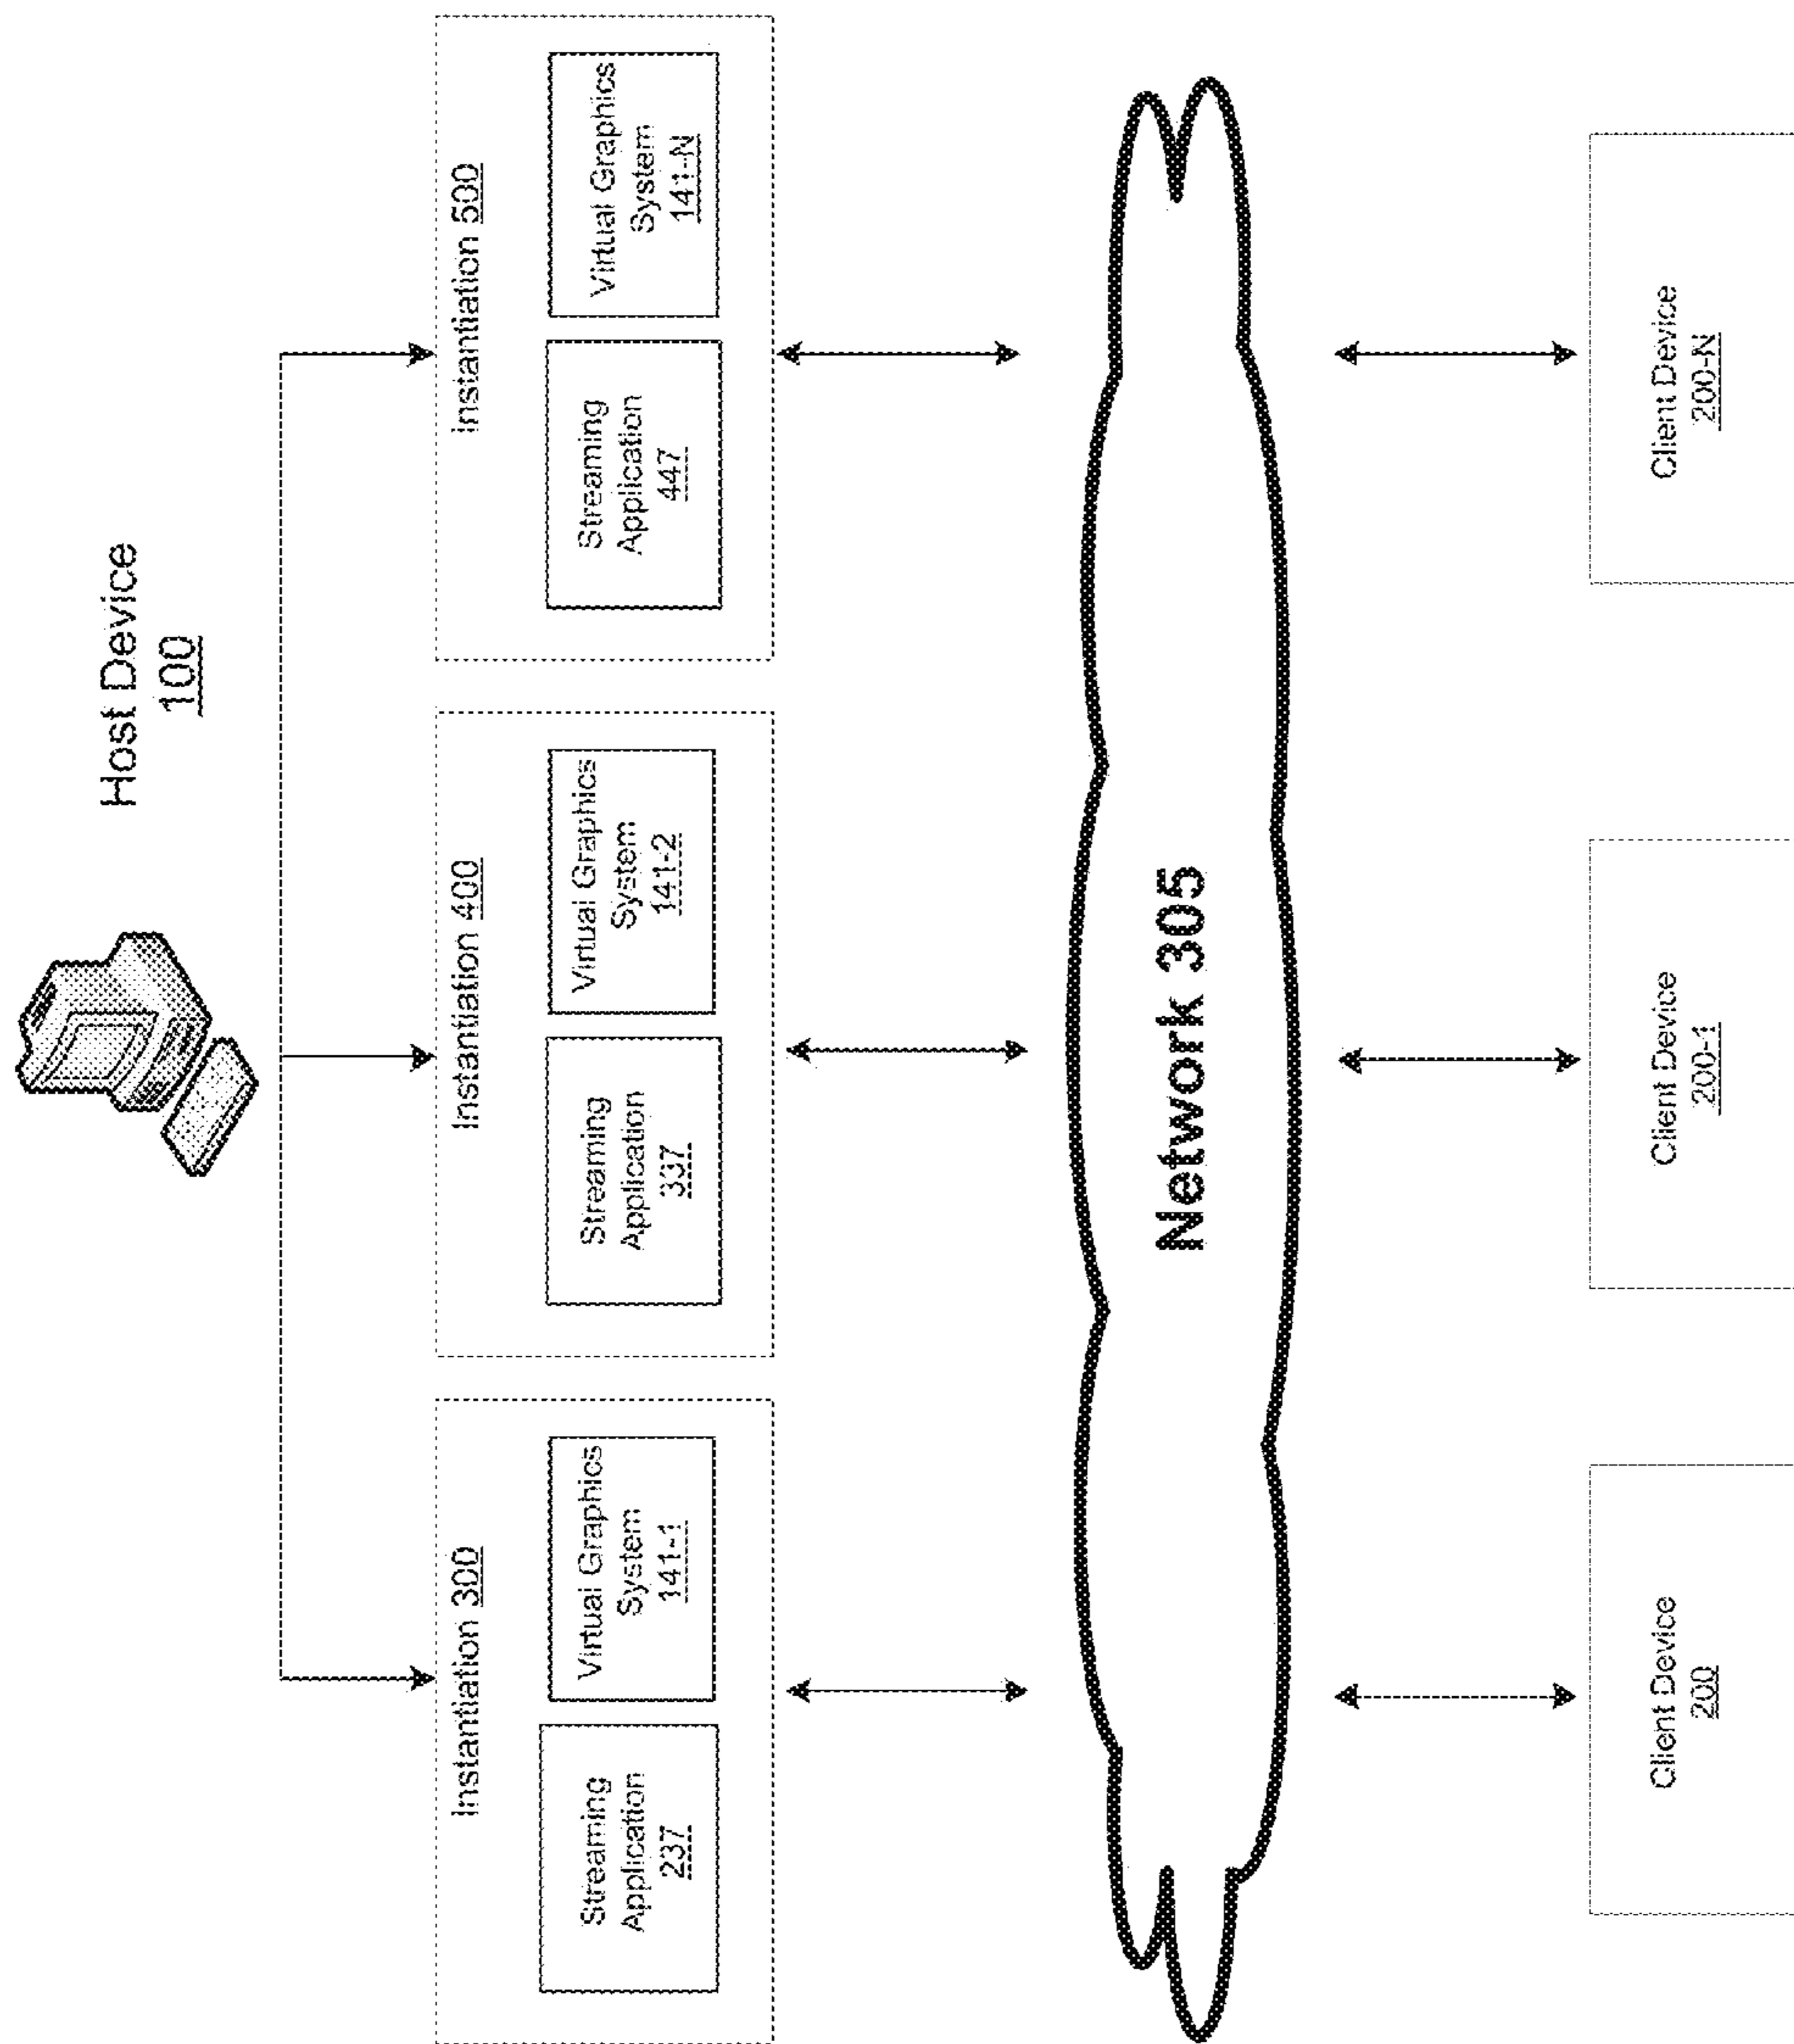 Host Device
100
Instantiation 300
Streaming
Application
237
Virtual Graphics
System
141-1
Instantiation 400
Streaming
Application
337
Virtual Graphics
System
141-2
Instantiation 500
Streaming
Application
447
Virtual Graphics
System
141-N
Network 305
Client Device
200
Client Device
200-1
Client Device
200-N